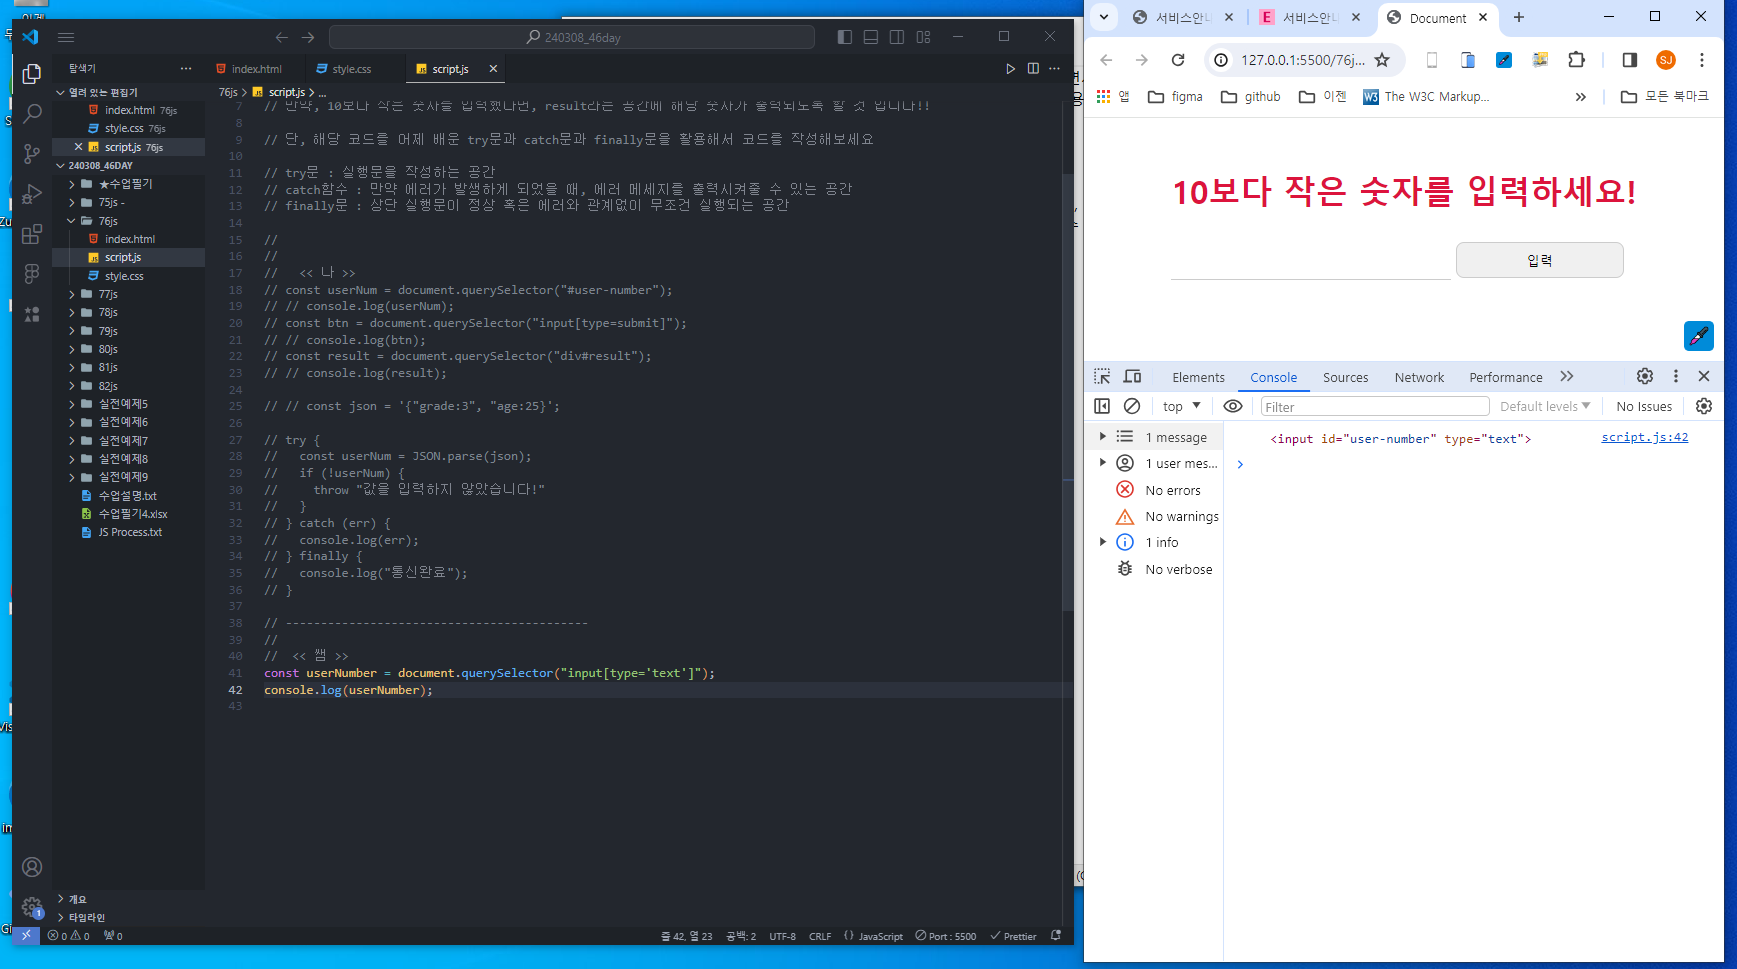 240308_46day
탐색기
index.html
style.css
script.js
열려 있는 편집기
index.html 76js
style.css 76js
script.js 76js
240308_46DAY
★수업필기
75js -
76js
index.html
script.js
style.css
77js
78js
79js
80js
81js
82js
실전예제5
실전예제6
실전예제7
실전예제8
실전예제9
수업설명.txt
수업필기4.xlsx
JS Process.txt
개요
타임라인
76js > script.js > ...
7 // 만약, 10보다 작은 숫자를 입력했다면, result라는 공간에 해당 숫자가 출력되도록 할 것 입니다!!
8
9 // 단, 해당 코드를 어제 배운 try문과 catch문과 finally문을 활용해서 코드를 작성해보세요
10
11 // try문 : 실행문을 작성하는 공간
12 // catch함수 : 만약 에러가 발생하게 되었을 때, 에러 메세지를 출력시켜줄 수 있는 공간
13 // finally문 : 상단 실행문이 정상 혹은 에러와 관계없이 무조건 실행되는 공간
14
15 //
16 //
17 // << 나 >>
18 // const userNum = document.querySelector("#user-number");
19 // // console.log(userNum);
20 // const btn = document.querySelector("input[type=submit]");
21 // // console.log(btn);
22 // const result = document.querySelector("div#result");
23 // // console.log(result);
24
25 // // const json = '{"grade:3", "age:25}';
26
27 // try {
28 // const userNum = JSON.parse(json);
29 // if (!userNum) {
30 // throw "값을 입력하지 않았습니다!"
31 // }
32 // } catch (err) {
33 // console.log(err);
34 // } finally {
35 // console.log("통신완료");
36 // }
37
38 // -------------------------------------------
39 //
40 // << 쌤 >>
41 const userNumber = document.querySelector("input[type='text']");
42 console.log(userNumber);
43
0 0 0
줄 42, 열 23 공백: 2 UTF-8 CRLF {} JavaScript Port : 5500 Prettier
서비스안내
서비스안내
Document
127.0.0.1:5500/76j...
SJ
앱 figma github 이젠 The W3C Markup... 모든 북마크
10보다 작은 숫자를 입력하세요!
입력
Elements Console Sources Network Performance
top Filter Default levels No Issues
1 message
1 user mes...
No errors
No warnings
1 info
No verbose
<input id="user-number" type="text"> script.js:42